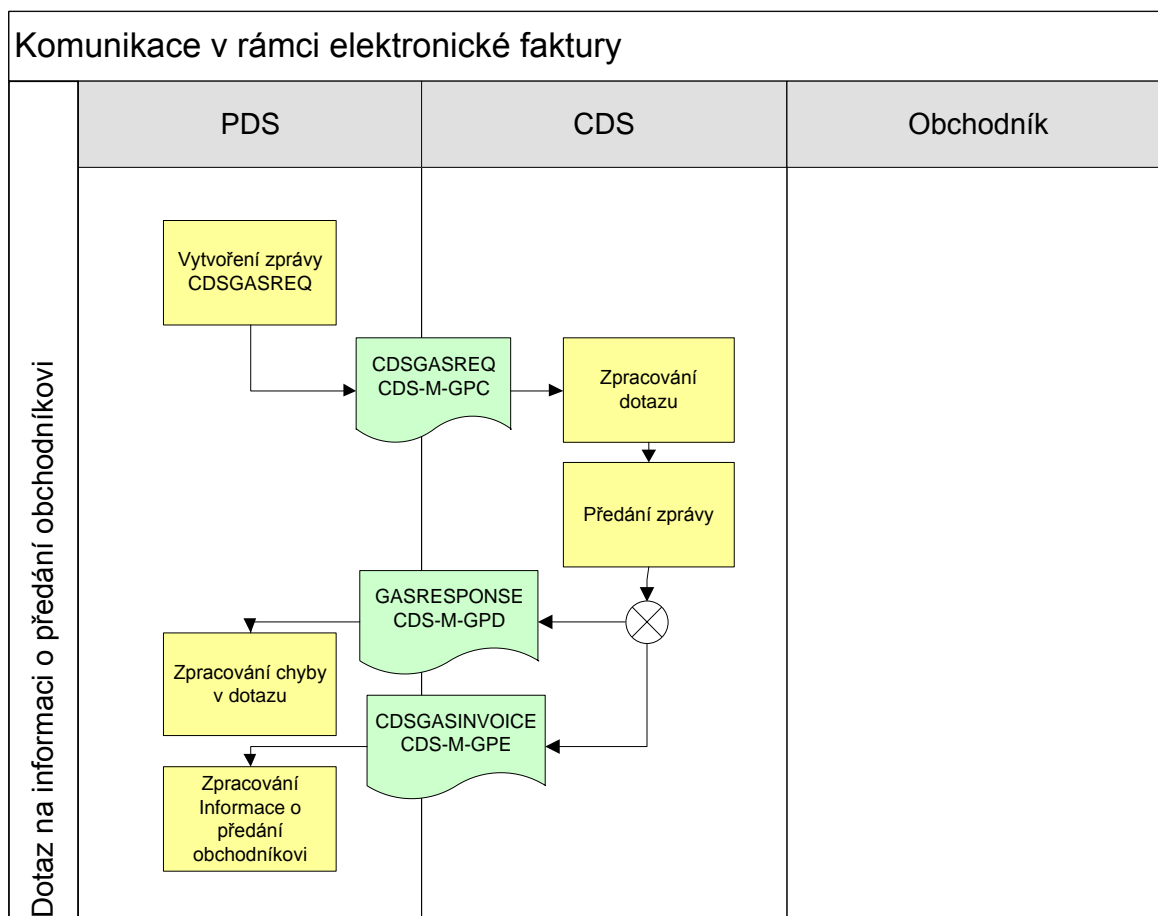 Komunikace v rámci elektronické faktury
Dotaz na informaci o předání obchodníkovi
PDS
CDS
Obchodník
Vytvoření zprávy
CDSGASREQ
CDSGASREQ
CDS-M-GPC
Zpracování
dotazu
Předání zprávy
GASRESPONSE
CDS-M-GPD
Zpracování chyby
v dotazu
CDSGASINVOICE
CDS-M-GPE
Zpracování
Informace o
předání
obchodníkovi